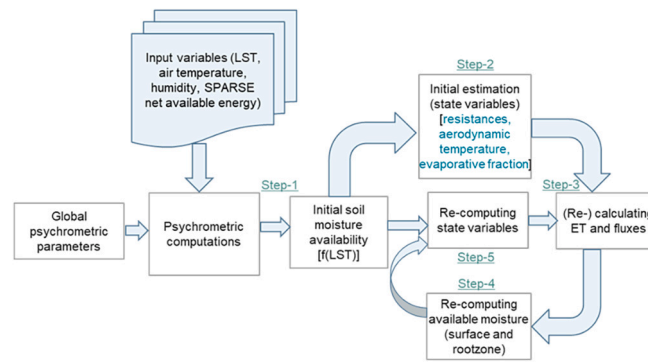 Input variables (LST,
air temperature,
humidity, SPARSE
net available energy)
Step-2
Initial estimation
(state variables)
[resistances,
aerodynamic
temperature,
evaporative fraction]
Step-1
Step-3
Global
psychrometric
parameters
Psychrometric
computations
Initial soil
moisture
availability
[f(LST)]
Re-computing
state variables
(Re-) calculating
ET and fluxes
Step-5
Step-4
Re-computing
available moisture
(surface and
rootzone)